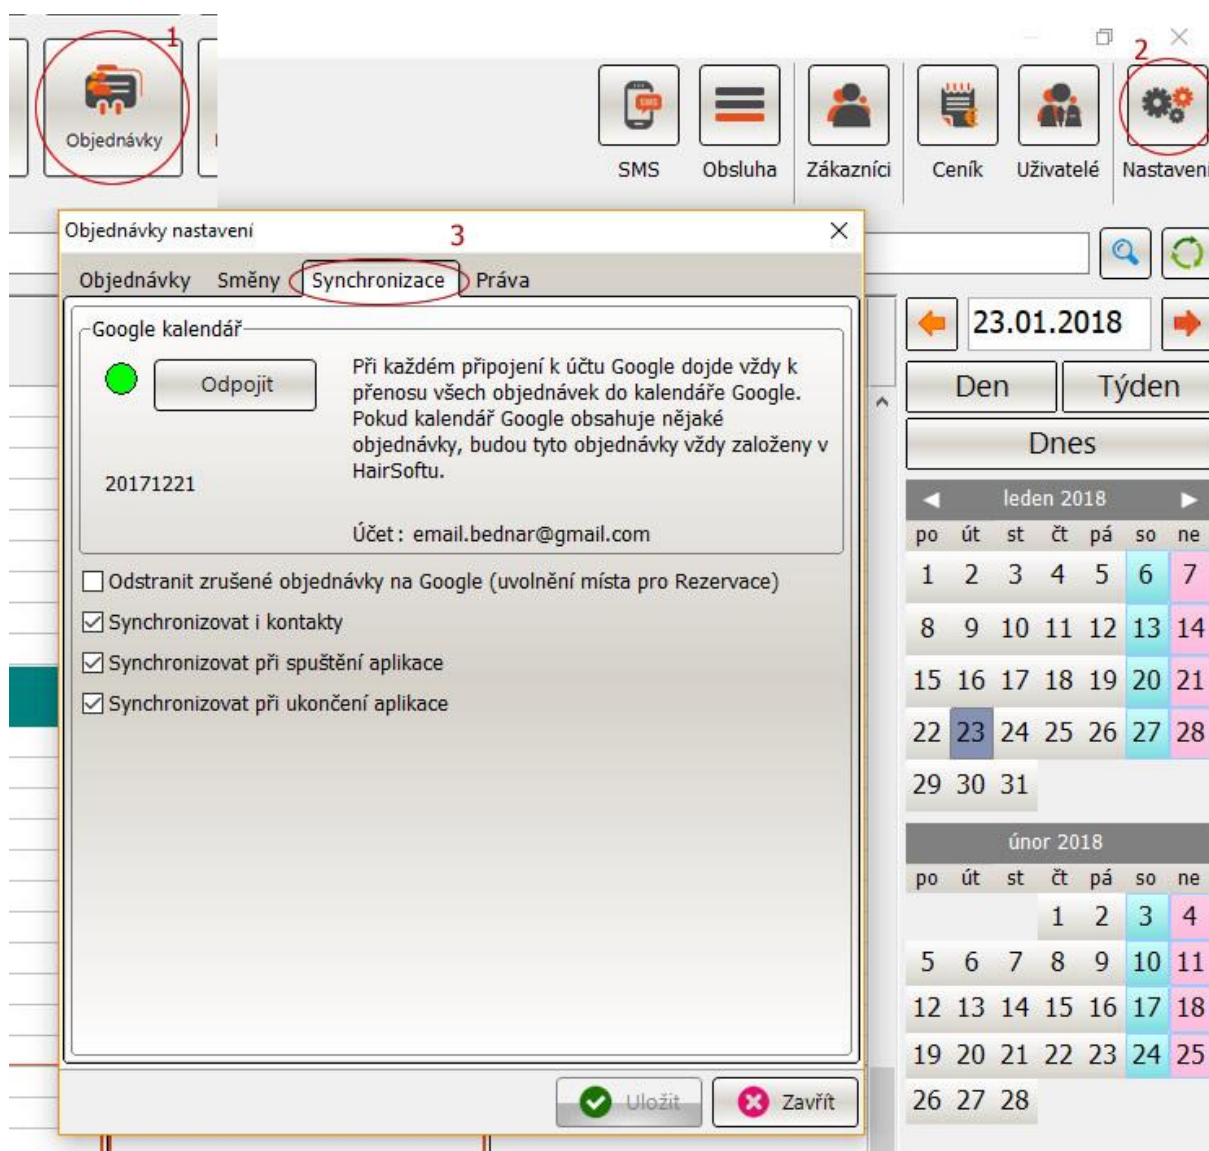 1
Objednávky
2
SMS Obsluha Zákazníci Ceník Uživatelé Nastavení
Objednávky nastavení
3
Objednávky Směny Synchronizace Práva
Google kalendář
Odpojit
Při každém připojení k účtu Google dojde vždy k
přenosu všech objednávek do kalendáře Google.
Pokud kalendář Google obsahuje nějaké
objednávky, budou tyto objednávky vždy založeny v
HairSoftu.
20171221
Účet : email.bednar@gmail.com
Odstranit zrušené objednávky na Google (uvolnění místa pro Rezervace)
Synchronizovat i kontakty
Synchronizovat při spuštění aplikace
Synchronizovat při ukončení aplikace
Uložit Zavřít
23.01.2018
Den Týden
Dnes
leden 2018
po út st čt pá so ne
1 2 3 4 5 6 7
8 9 10 11 12 13 14
15 16 17 18 19 20 21
22 23 24 25 26 27 28
29 30 31
únor 2018
po út st čt pá so ne
1 2 3 4
5 6 7 8 9 10 11
12 13 14 15 16 17 18
19 20 21 22 23 24 25
26 27 28